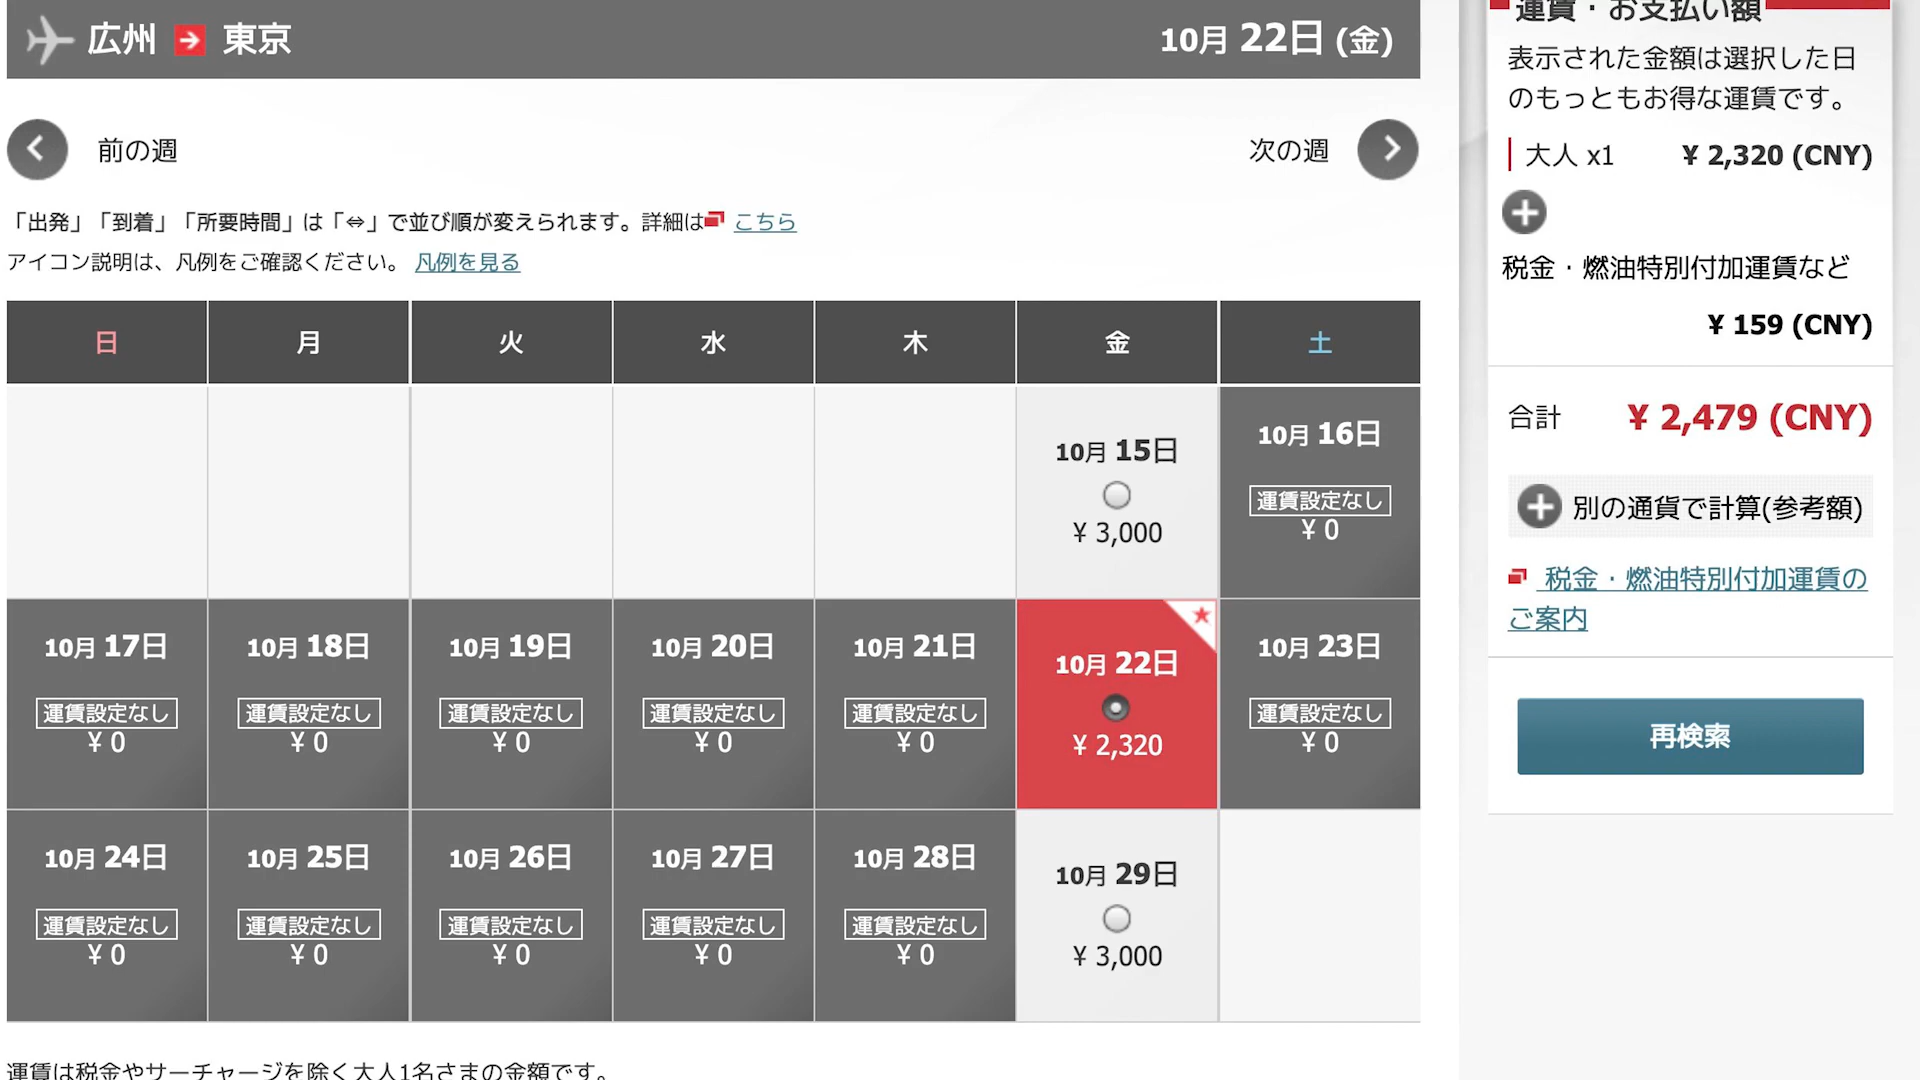 広州 東京
10月 22日 (金)
前の週
次の週
「出発」「到着」「所要時間」は「⇔」で並び順が変えられます。詳細は こちら
アイコン説明は、凡例をご確認ください。 凡例を見る
日 月 火 水 木 金 土
10月 15日
¥ 3,000
10月 16日
運賃設定なし
¥ 0
10月 17日
運賃設定なし
¥ 0
10月 18日
運賃設定なし
¥ 0
10月 19日
運賃設定なし
¥ 0
10月 20日
運賃設定なし
¥ 0
10月 21日
運賃設定なし
¥ 0
10月 22日
¥ 2,320
10月 23日
運賃設定なし
¥ 0
10月 24日
運賃設定なし
¥ 0
10月 25日
運賃設定なし
¥ 0
10月 26日
運賃設定なし
¥ 0
10月 27日
運賃設定なし
¥ 0
10月 28日
運賃設定なし
¥ 0
10月 29日
¥ 3,000
運賃は税金やサーチャージを除く大人1名さまの金額です。
運賃・お支払い額
表示された金額は選択した日
のもっともお得な運賃です。
大人 x1 ¥ 2,320 (CNY)
税金・燃油特別付加運賃など
¥ 159 (CNY)
合計 ¥ 2,479 (CNY)
別の通貨で計算(参考額)
税金・燃油特別付加運賃の
ご案内
再検索